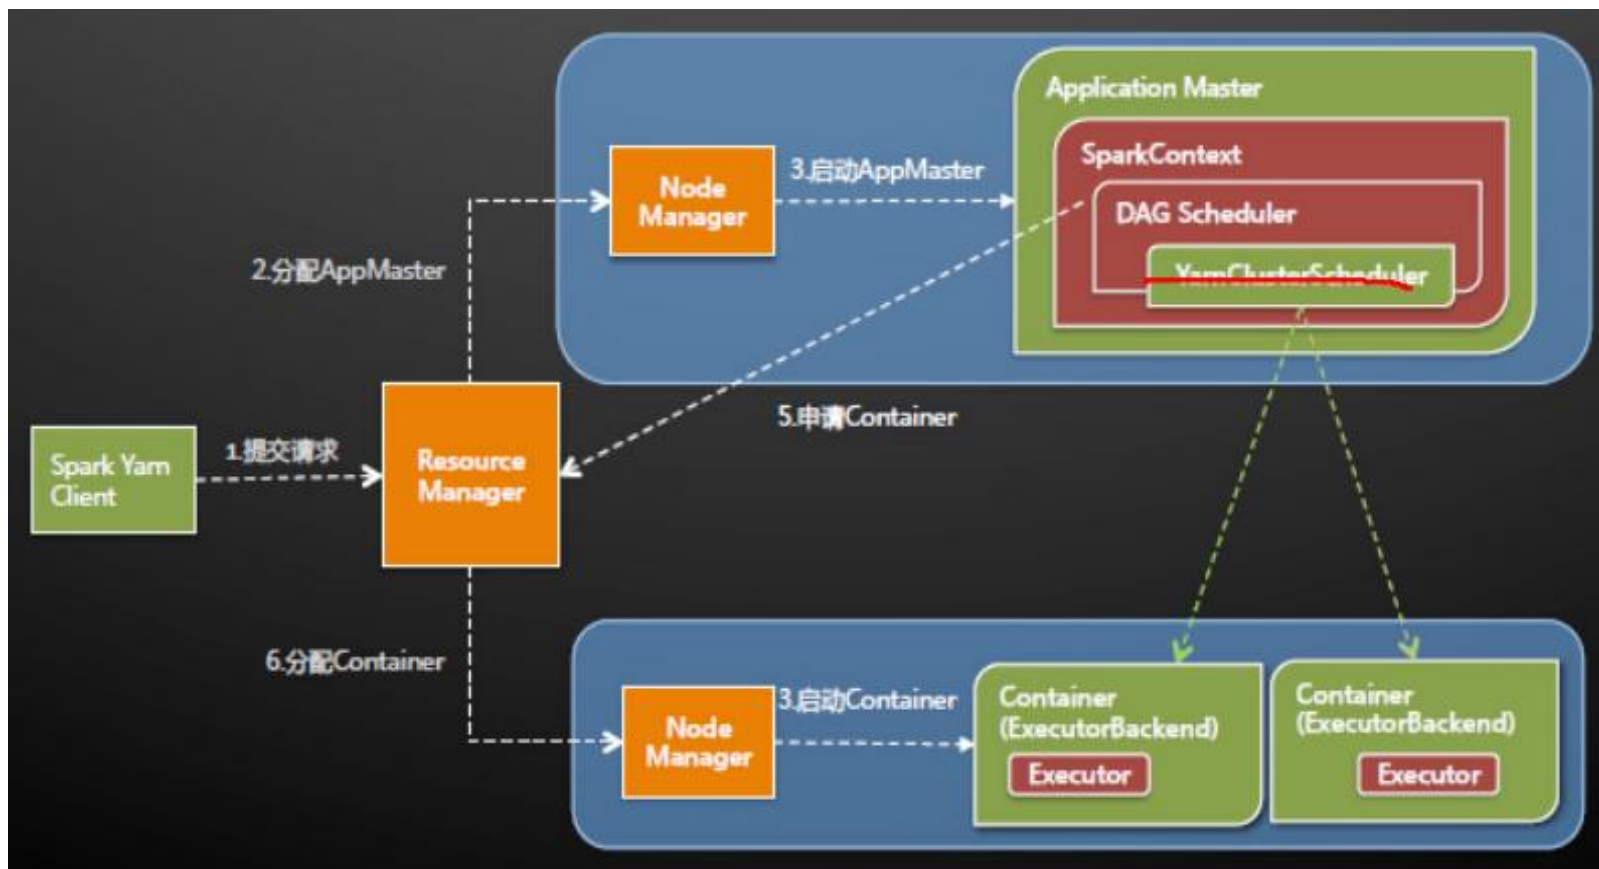 Application Master
SparkContext
DAG Scheduler
YarnClusterScheduler
Node
Manager
3.启动AppMaster
2.分配AppMaster
5.申请Container
Spark Yarn
Client
1.提交请求
Resource
Manager
6.分配Container
Node
Manager
3.启动Container
Container
(ExecutorBackend)
Executor
Container
(ExecutorBackend)
Executor